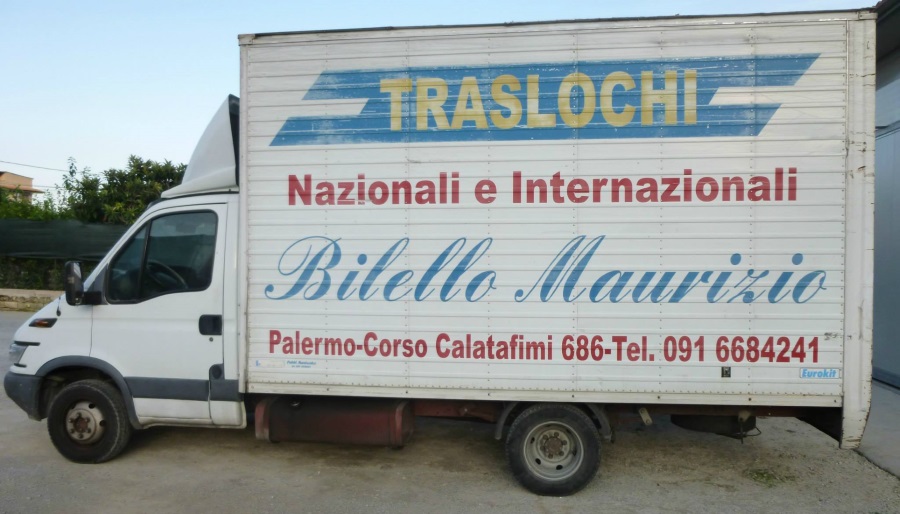 TRASLOCHI
Nazionali e Internazionali
Bilello Maurizio
Palermo-Corso Calatafimi 686-Tel. 091 6684241
Eurokit